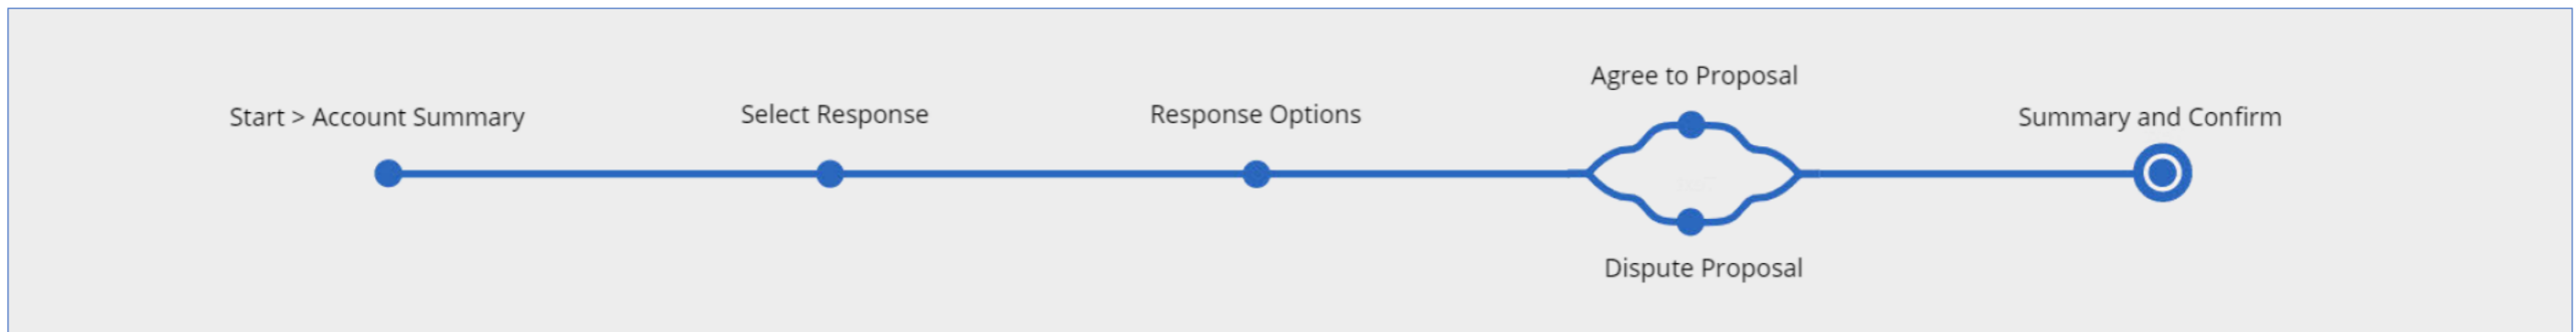 Start > Account Summary
Select Response
Response Options
Agree to Proposal
Dispute Proposal
Summary and Confirm